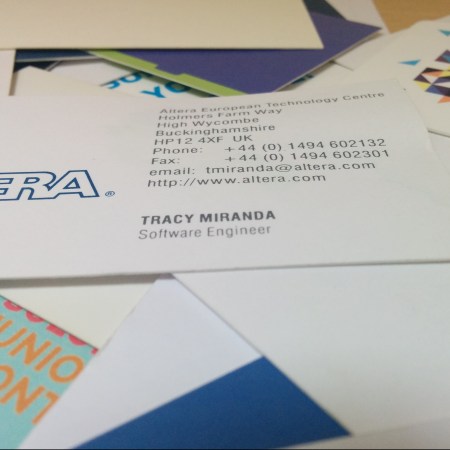 Altera European Technology Centre
Holmers Farm Way
High Wycombe
Buckinghamshire
HP12 4XF UK
Phone: +44 (0) 1494 602132
Fax: +44 (0) 1494 602301
email: tmiranda@altera.com
http://www.altera.com
ERA®
TRACY MIRANDA
Software Engineer
UNIO